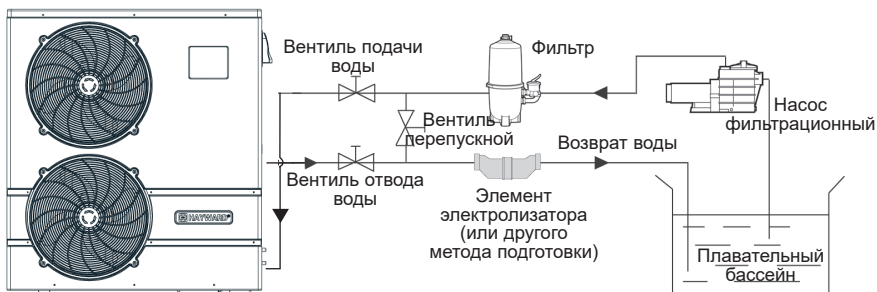 Вентиль подачи
воды
Фильтр
Насос
фильтрационный
Вентиль
перепускной
Возврат воды
Вентиль отвода
воды
Элемент
электролизатора
(или другого
метода подготовки)
Плавательный
бассейн
HAYWARD